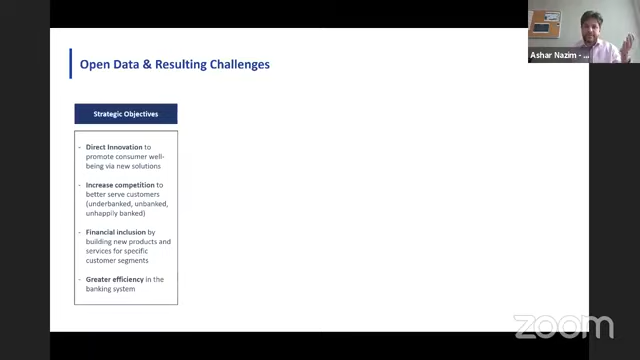 Ashar Nazim - ...
Open Data & Resulting Challenges
Strategic Objectives
- Direct Innovation to
promote consumer well-
being via new solutions
- Increase competition to
better serve customers
(underbanked, unbanked,
unhappily banked)
- Financial inclusion by
building new products and
services for specific
customer segments
- Greater efficiency in the
banking system
zoom